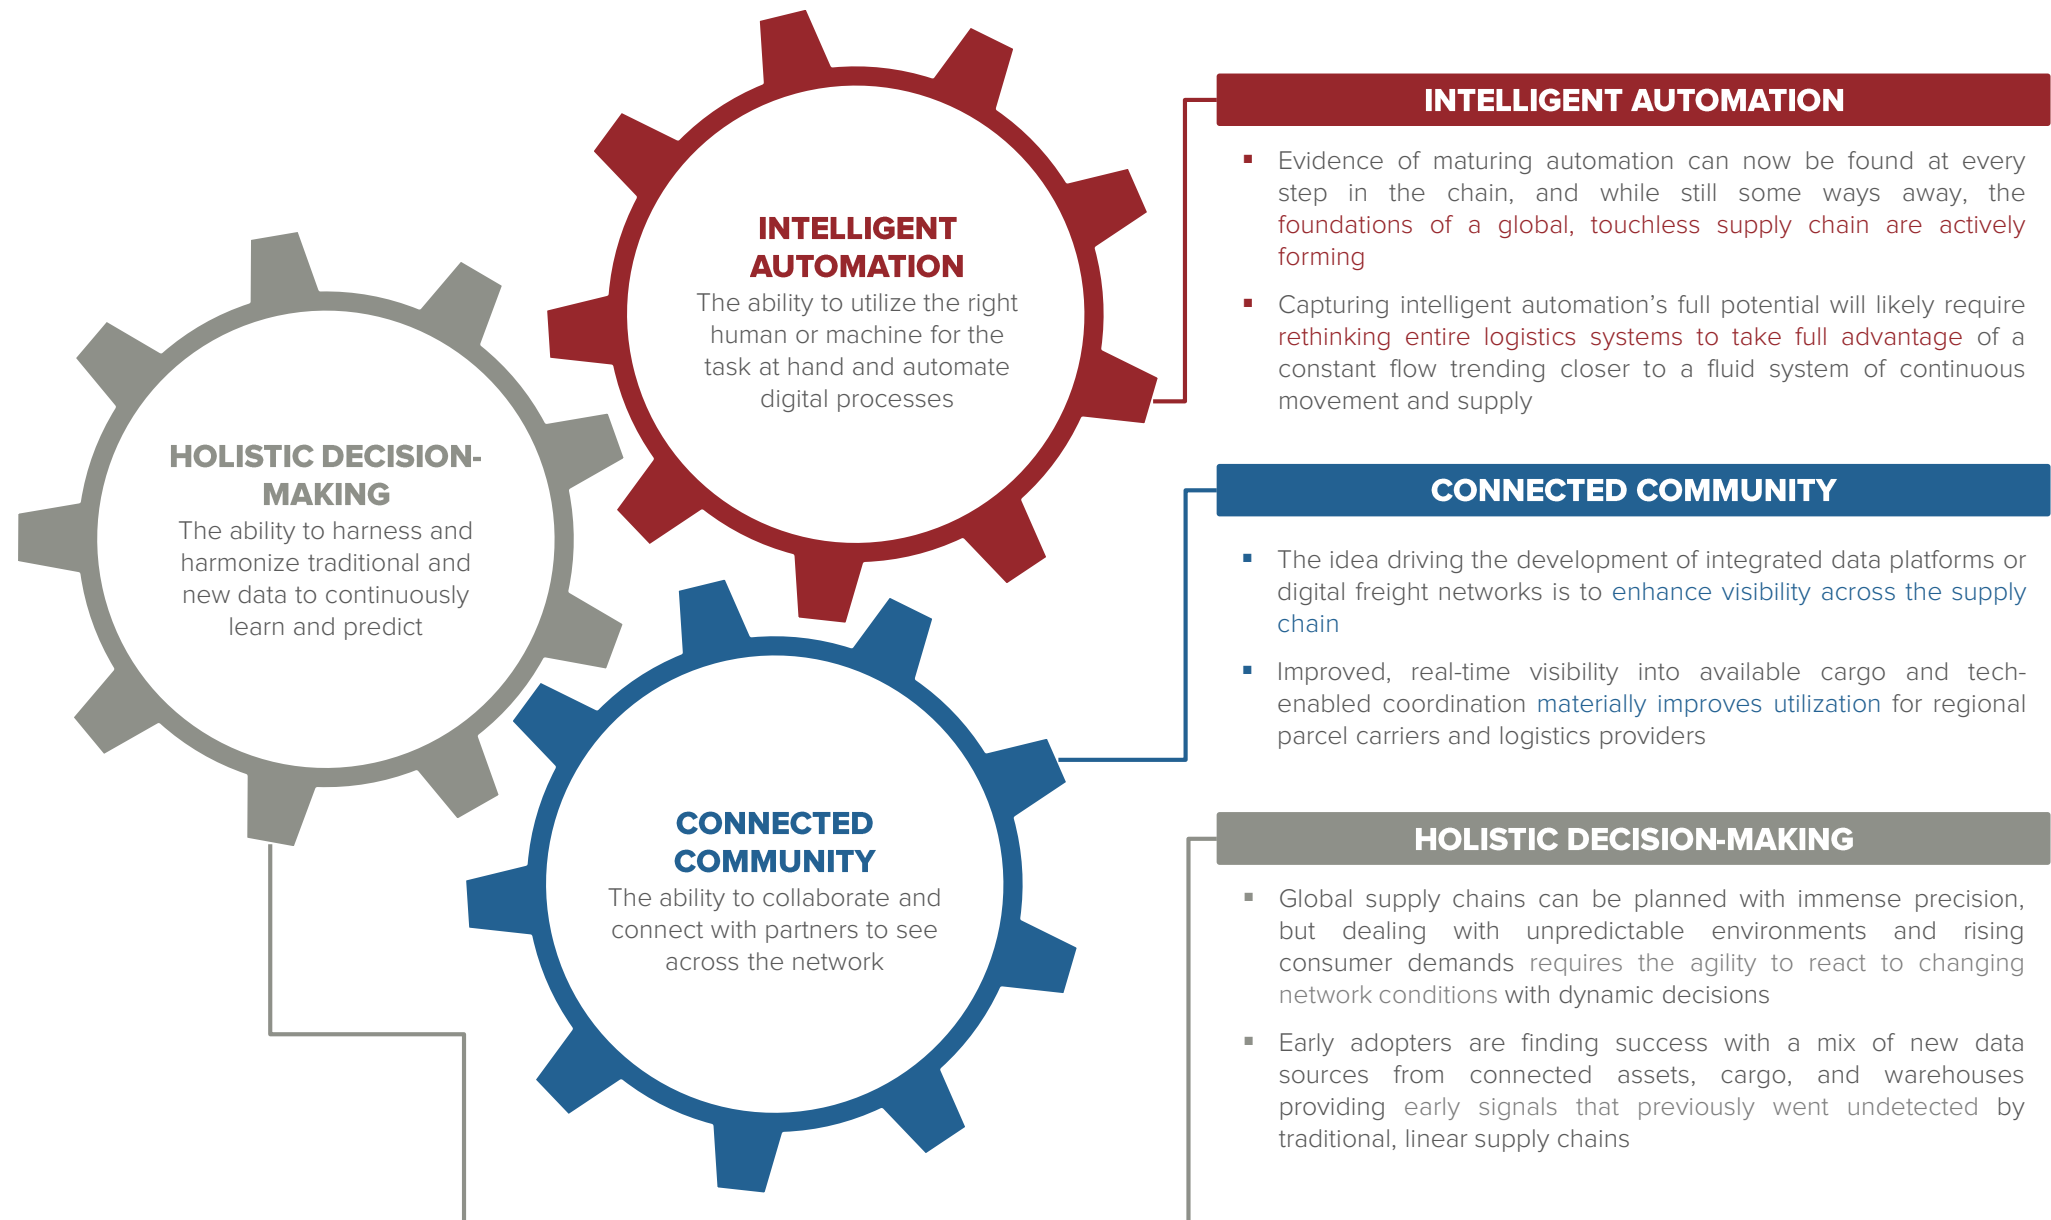 INTELLIGENT
AUTOMATION
The ability to utilize the right
human or machine for the
task at hand and automate
digital processes
HOLISTIC DECISION-
MAKING
The ability to harness and
harmonize traditional and
new data to continuously
learn and predict
CONNECTED
COMMUNITY
The ability to collaborate and
connect with partners to see
across the network
INTELLIGENT AUTOMATION
▪ Evidence of maturing automation can now be found at every
step in the chain, and while still some ways away, the
foundations of a global, touchless supply chain are actively
forming
▪ Capturing intelligent automation’s full potential will likely require
rethinking entire logistics systems to take full advantage of a
constant flow trending closer to a fluid system of continuous
movement and supply
CONNECTED COMMUNITY
▪ The idea driving the development of integrated data platforms or
digital freight networks is to enhance visibility across the supply
chain
▪ Improved, real-time visibility into available cargo and tech-
enabled coordination materially improves utilization for regional
parcel carriers and logistics providers
HOLISTIC DECISION-MAKING
▪ Global supply chains can be planned with immense precision,
but dealing with unpredictable environments and rising
consumer demands requires the agility to react to changing
network conditions with dynamic decisions
▪ Early adopters are finding success with a mix of new data
sources from connected assets, cargo, and warehouses
providing early signals that previously went undetected by
traditional, linear supply chains